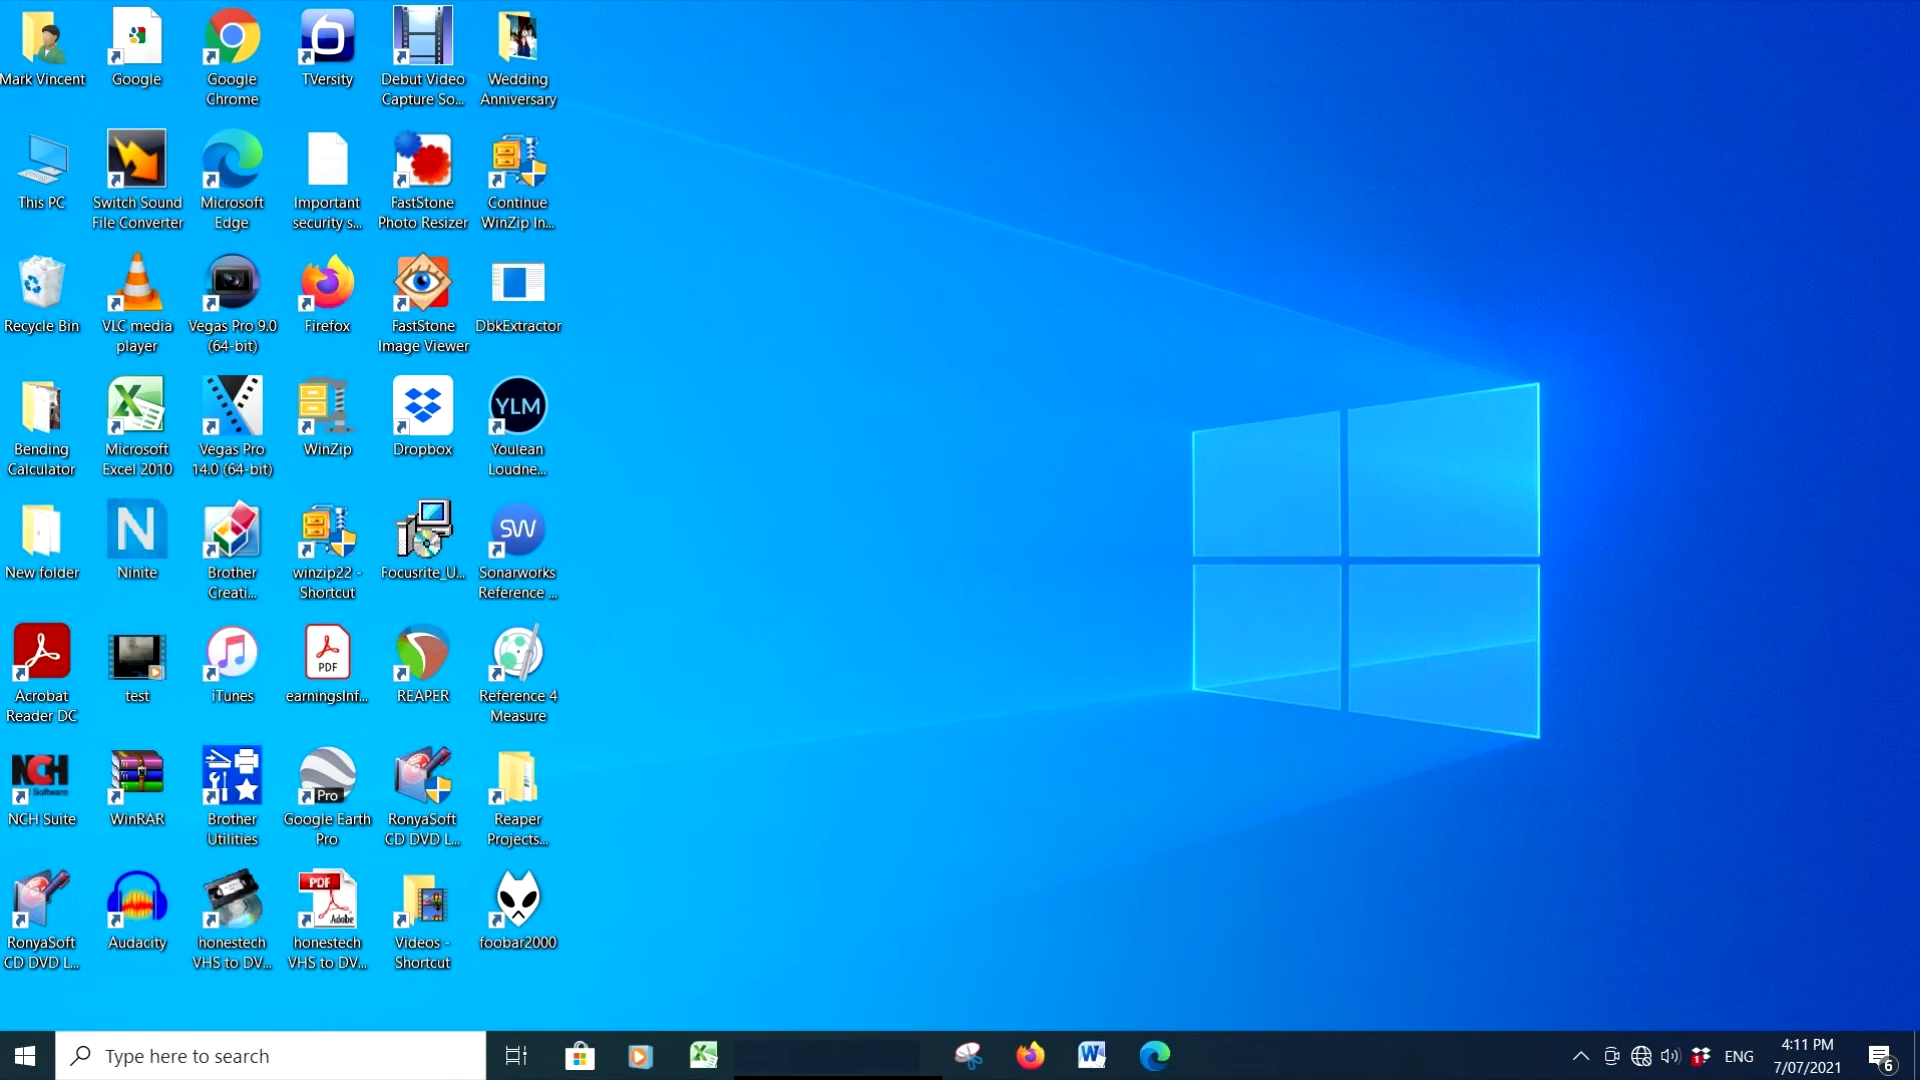 Mark Vincent
Google
Google
Chrome
TVersity
Debut Video
Capture So...
Wedding
Anniversary
This PC
Switch Sound
File Converter
Microsoft
Edge
Important
security s...
FastStone
Photo Resizer
Continue
WinZip In...
Recycle Bin
VLC media
player
Vegas Pro 9.0
(64-bit)
Firefox
FastStone
Image Viewer
DbkExtractor
Bending
Calculator
Microsoft
Excel 2010
Vegas Pro
14.0 (64-bit)
WinZip
Dropbox
YLM
Youlean
Loudne...
New folder
N
Ninite
Brother
Creati...
winzip22 -
Shortcut
Focusrite_U...
SW
Sonarworks
Reference ...
Acrobat
Reader DC
test
iTunes
PDF
earningsInf...
REAPER
Reference 4
Measure
NCH
Software
NCH Suite
WinRAR
Brother
Utilities
Pro
Google Earth
Pro
RonyaSoft
CD DVD L...
Reaper
Projects...
RonyaSoft
CD DVD L...
Audacity
honestech
VHS to DV...
PDF
Adobe
honestech
VHS to DV...
Videos -
Shortcut
foobar2000
Type here to search
ENG
4:11 PM
7/07/2021
6